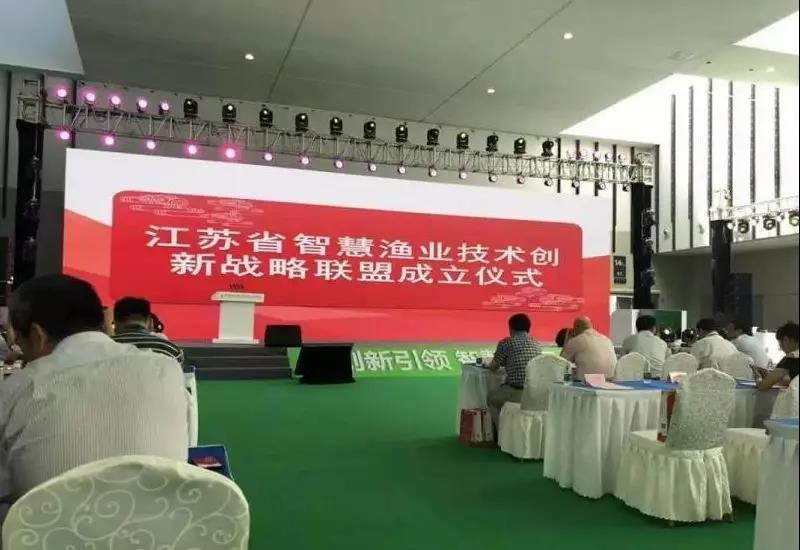 江苏省智慧渔业技术创
新战略联盟成立仪式
创新引领 智